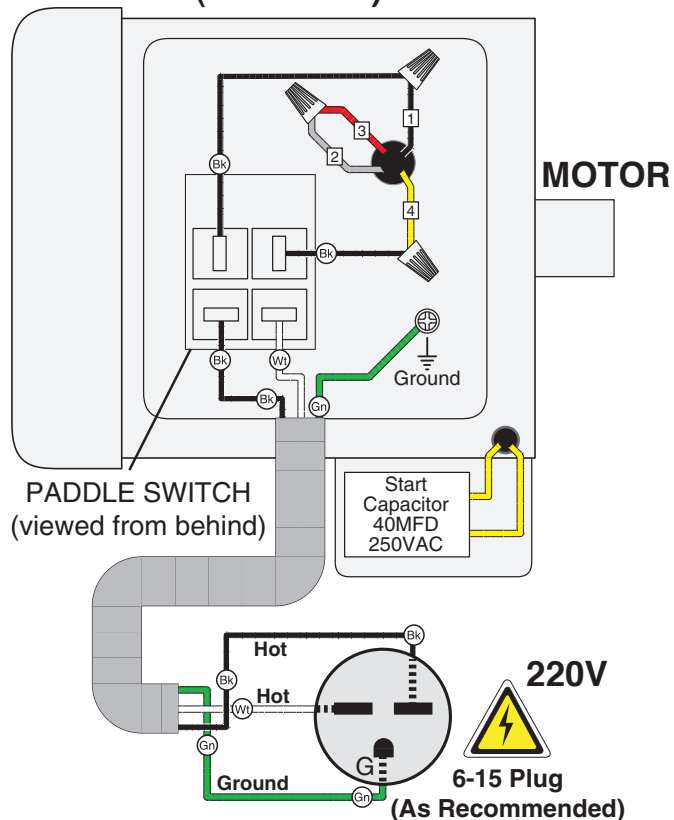 1
3
2
Bk
MOTOR
4
Bk
Bk
Wt
Ground
Bk
Gn
PADDLE SWITCH
(viewed from behind)
Start
Capacitor
40MFD
250VAC
Bk
Hot
220V
Bk
Hot
Wt
Gn
G
Ground
Gn
6-15 Plug
(As Recommended)